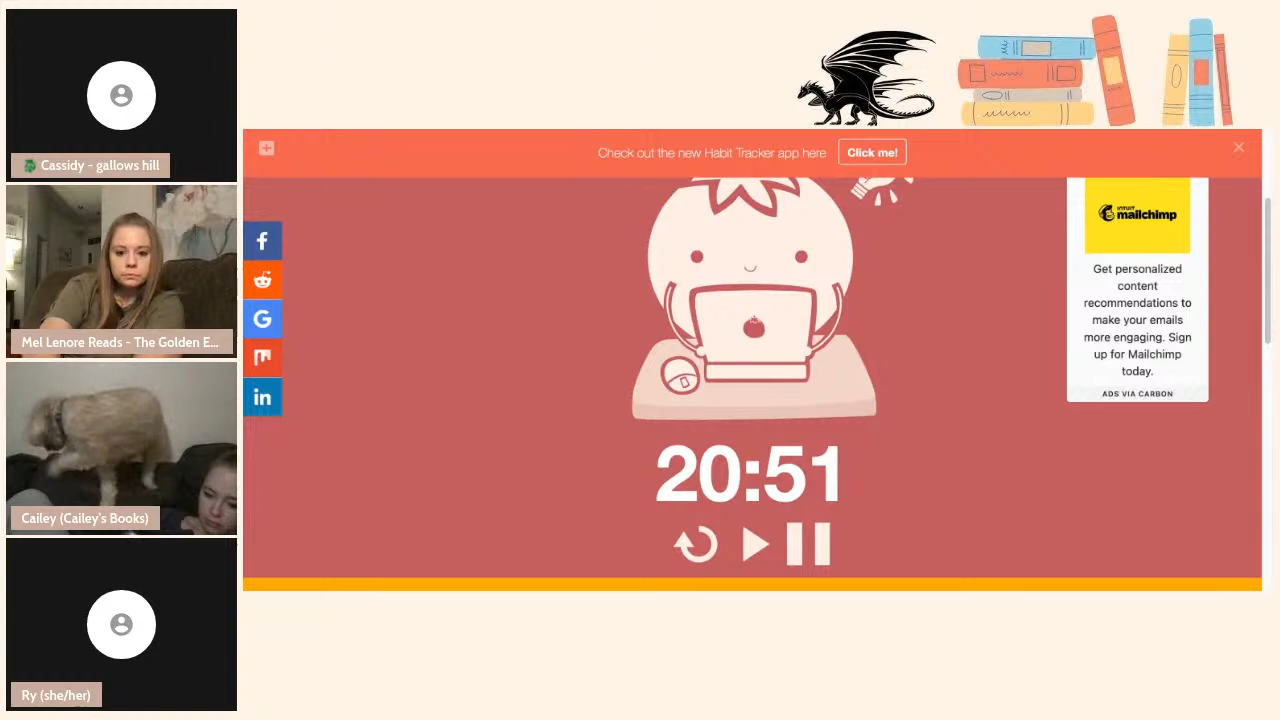 Cassidy - gallows hill
Mel Lenore Reads - The Golden E...
Cailey (Cailey's Books)
Ry (she/her)
Check out the new Habit Tracker app here
Click me!
INTUIT
mailchimp
Get personalized
content
recommendations to
make your emails
more engaging. Sign
up for Mailchimp
today.
ADS VIA CARBON
20:51